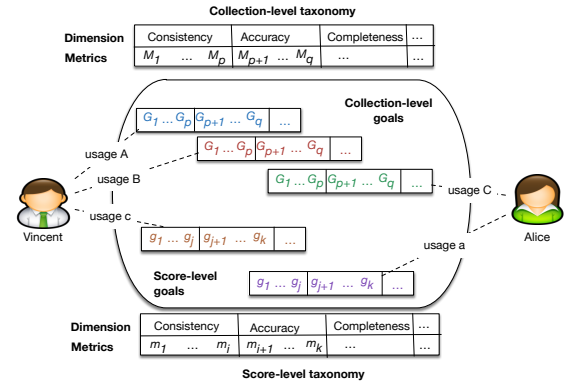 Collection-level taxonomy
Dimension Consistency Accuracy Completeness ...
Metrics M1 ... Mp Mp+1 ... Mq ... ...
Collection-level
goals
G1 ... Gp Gp+1 ... Gq ...
usage A
G1 ... Gp Gp+1 ... Gq ...
usage B
G1 ... Gp Gp+1 ... Gq ...
usage C
usage c
Vincent
Alice
g1 ... gj gj+1 ... gk ...
usage a
Score-level
goals
g1 ... gj gj+1 ... gk ...
Dimension Consistency Accuracy Completeness ...
Metrics m1 ... mi mi+1 ... mk ... ...
Score-level taxonomy